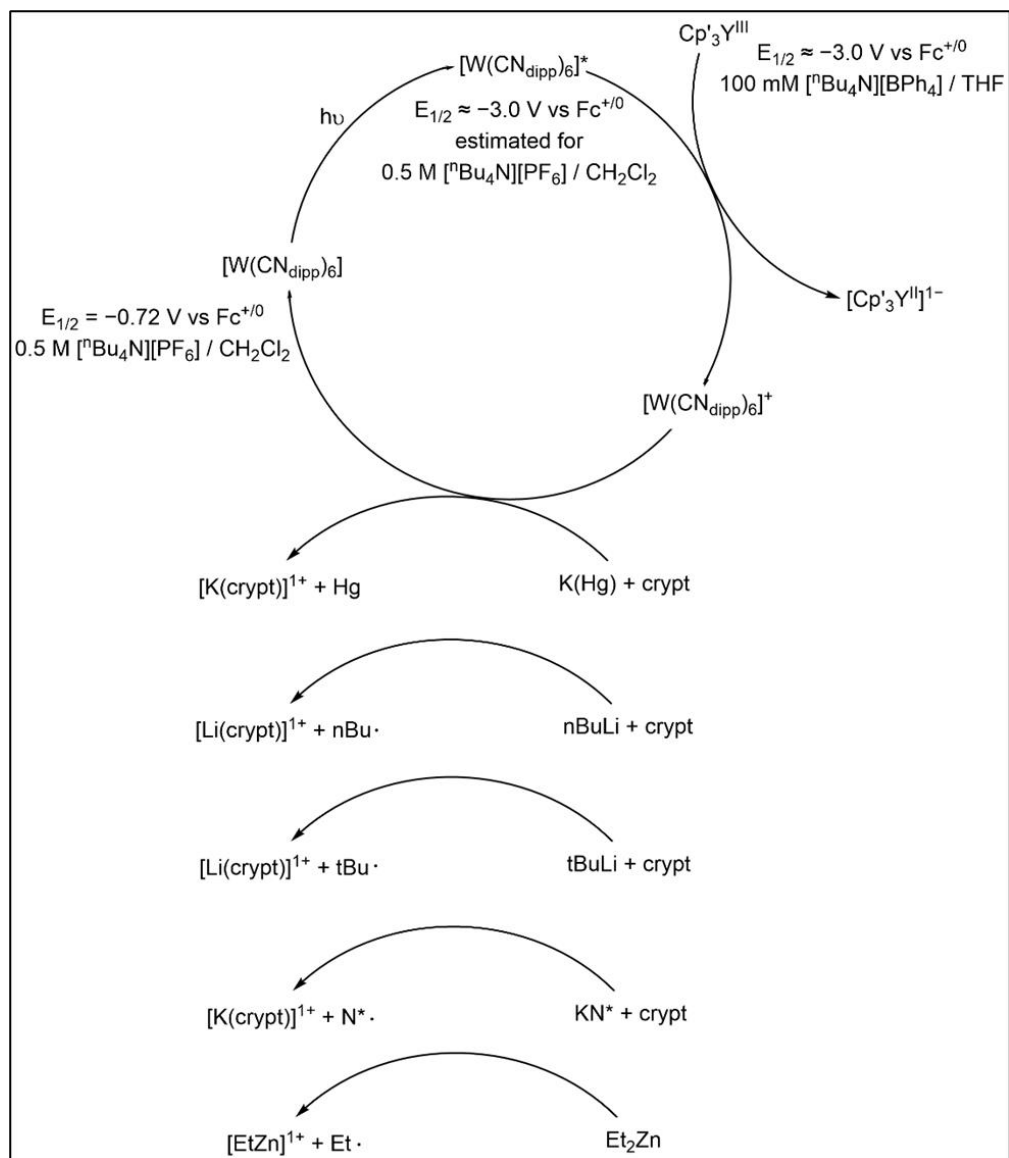 Cp'₃Yᴵᴵᴵ
E₁/₂ ≈ −3.0 V vs Fc⁺/⁰
100 mM [ⁿBu₄N][BPh₄] / THF
[W(CN_dipp)₆]*
E₁/₂ ≈ −3.0 V vs Fc⁺/⁰
estimated for
0.5 M [ⁿBu₄N][PF₆] / CH₂Cl₂
hυ
[W(CN_dipp)₆]
E₁/₂ = −0.72 V vs Fc⁺/⁰
0.5 M [ⁿBu₄N][PF₆] / CH₂Cl₂
[Cp'₃Yᴵᴵ]¹⁻
[W(CN_dipp)₆]⁺
[K(crypt)]¹⁺ + Hg
K(Hg) + crypt
[Li(crypt)]¹⁺ + nBu·
nBuLi + crypt
[Li(crypt)]¹⁺ + tBu·
tBuLi + crypt
[K(crypt)]¹⁺ + N*·
KN* + crypt
[EtZn]¹⁺ + Et·
Et₂Zn